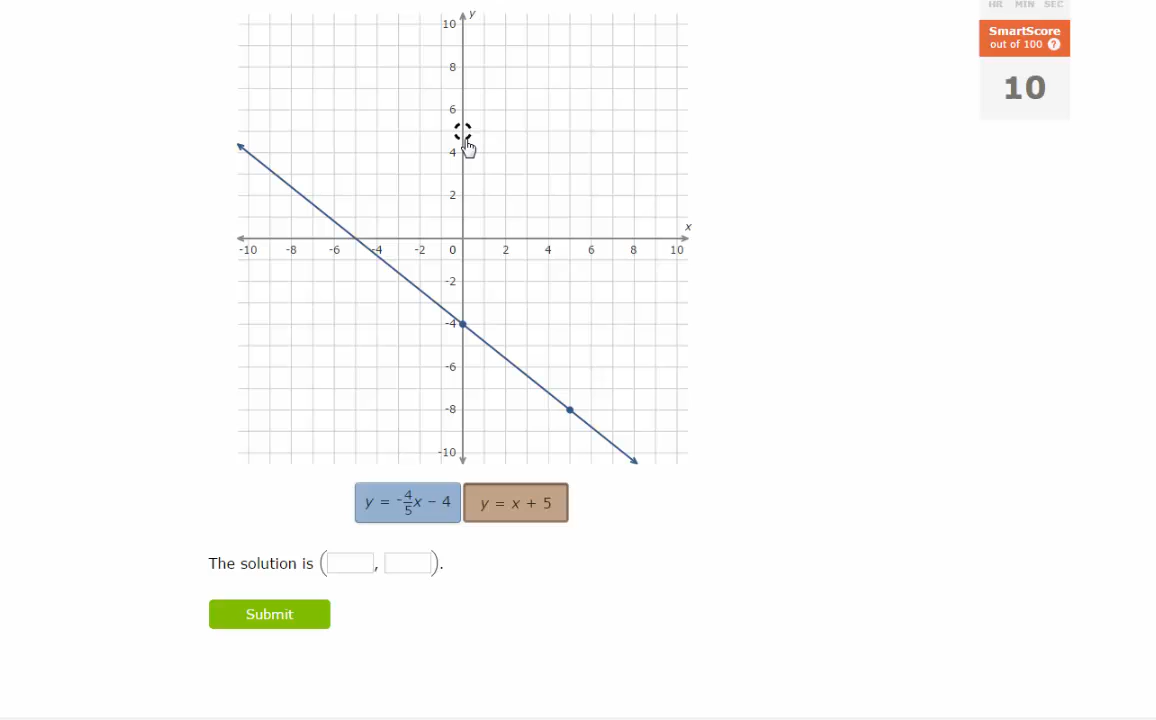 HR MIN SEC
SmartScore
out of 100 ?
10
y
10
8
6
4
2
x
-10 -8 -6 -4 -2 0 2 4 6 8 10
-2
-4
-6
-8
-10
y = -4/5x − 4
y = x + 5
The solution is ( , ).
Submit